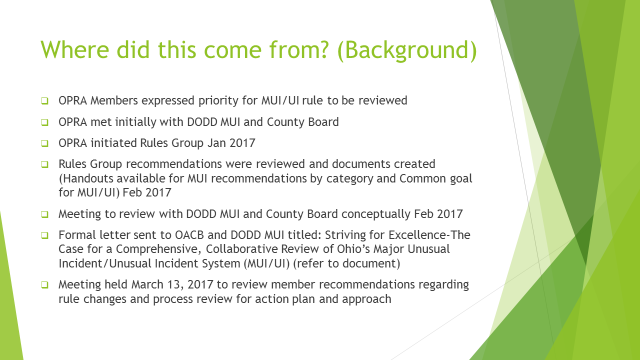 Where did this come from? (Background)
OPRA Members expressed priority for MUI/UI rule to be reviewed
OPRA met initially with DODD MUI and County Board
OPRA initiated Rules Group Jan 2017
Rules Group recommendations were reviewed and documents created
(Handouts available for MUI recommendations by category and Common goal
for MUI/UI) Feb 2017
Meeting to review with DODD MUI and County Board conceptually Feb 2017
Formal letter sent to OACB and DODD MUI titled: Striving for Excellence-The
Case for a Comprehensive, Collaborative Review of Ohio’s Major Unusual
Incident/Unusual Incident System (MUI/UI) (refer to document)
Meeting held March 13, 2017 to review member recommendations regarding
rule changes and process review for action plan and approach